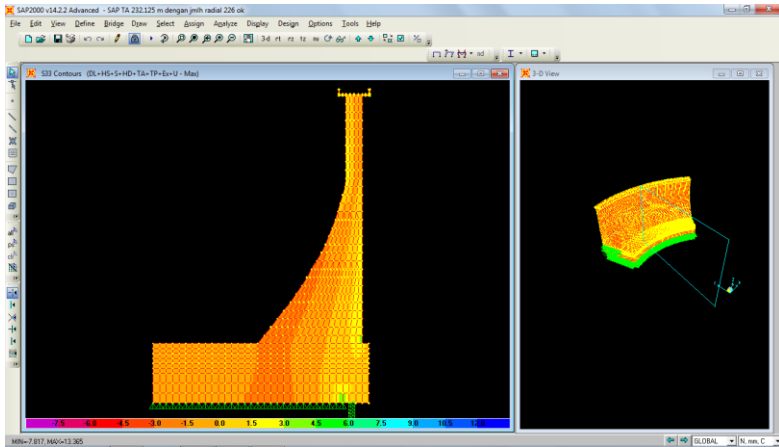 SAP2000 v14.2.2 Advanced - SAP TA 232.125 m dengan jmlh radial 226 ok
File Edit View Define Bridge Draw Select Assign Analyze Display Design Options Tools Help
3-d
nd
S33 Contours (DL+HS+S+HD+TA+TP+Ex+U - Max)
3-D View
-7.5 -6.0 -4.5 -3.0 -1.5 0.0 1.5 3.0 4.5 6.0 7.5 9.0 10.5 12.0
MIN=-7.817, MAX=13.365
GLOBAL
N, mm, C